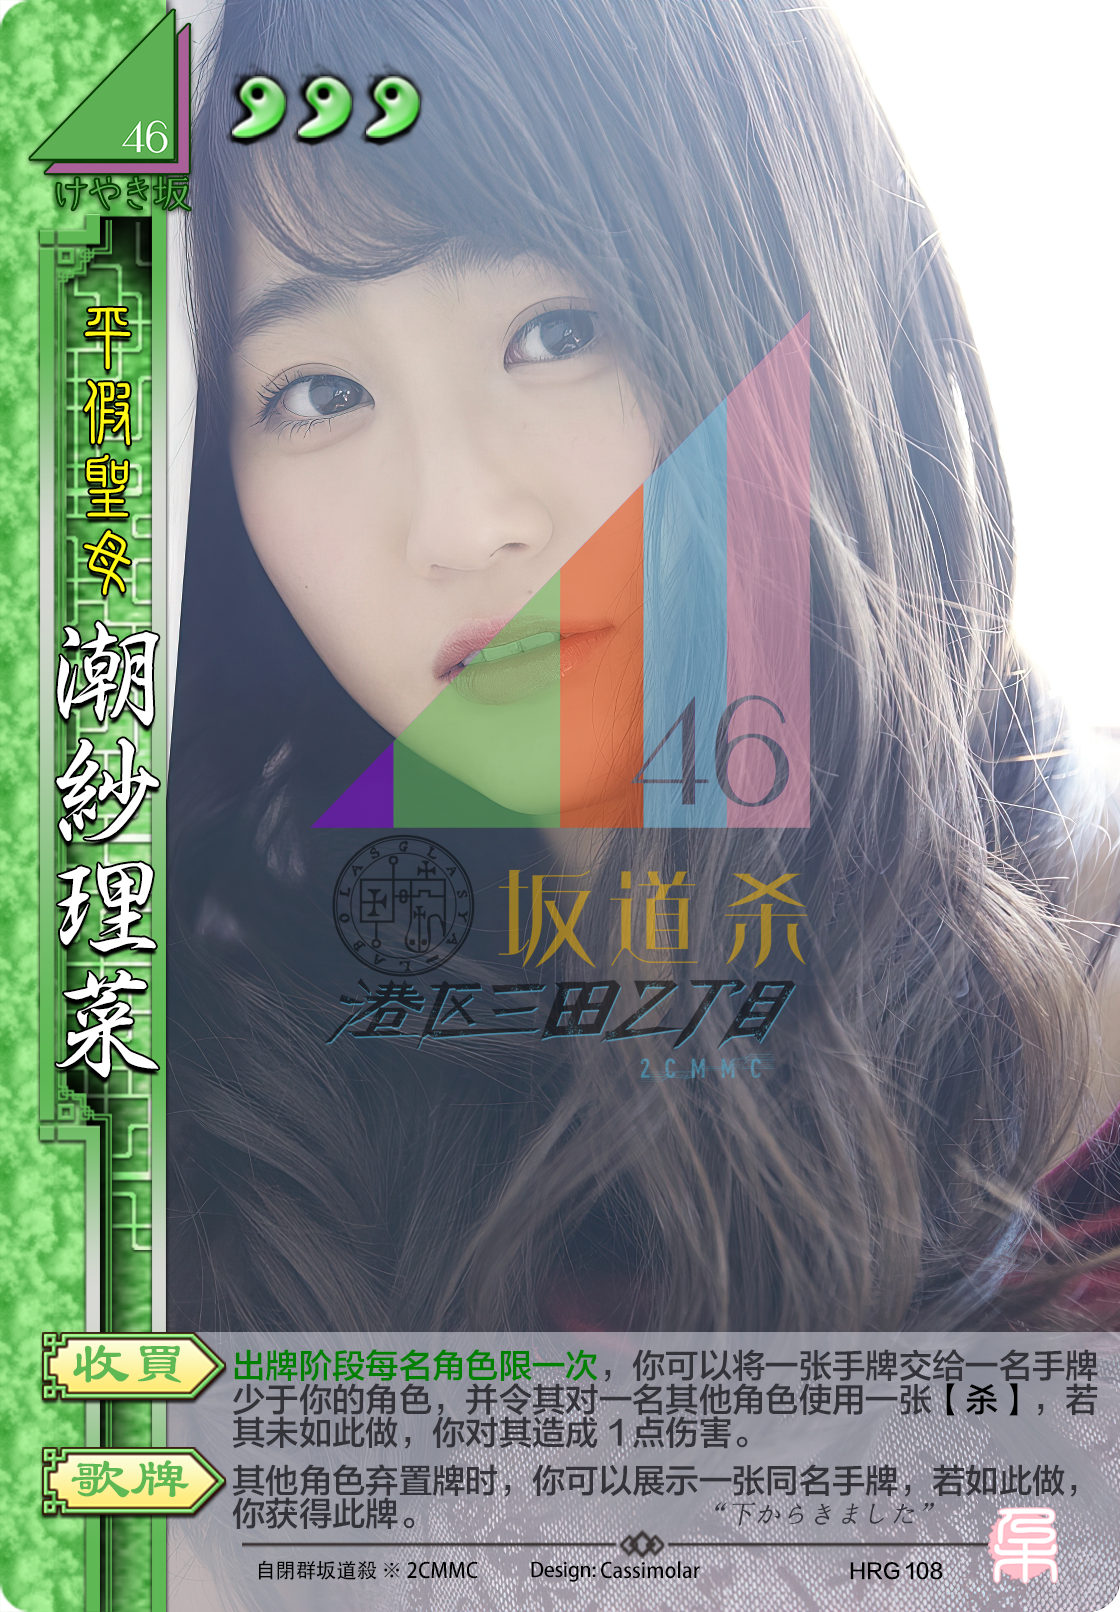 46
けやき坂
平假聖母
潮紗理菜
46
GLASYA-LABOLAS
坂道杀
港区三田乙丁目
2CMMC
收買
出牌阶段每名角色限一次，你可以将一张手牌交给一名手牌
少于你的角色，并令其对一名其他角色使用一张【杀】，若
其未如此做，你对其造成 1点伤害。
歌牌
其他角色弃置牌时，你可以展示一张同名手牌，若如此做，
你获得此牌。
“下からきました”
自閉群坂道殺 ※ 2CMMC
Design: Cassimolar
HRG 108